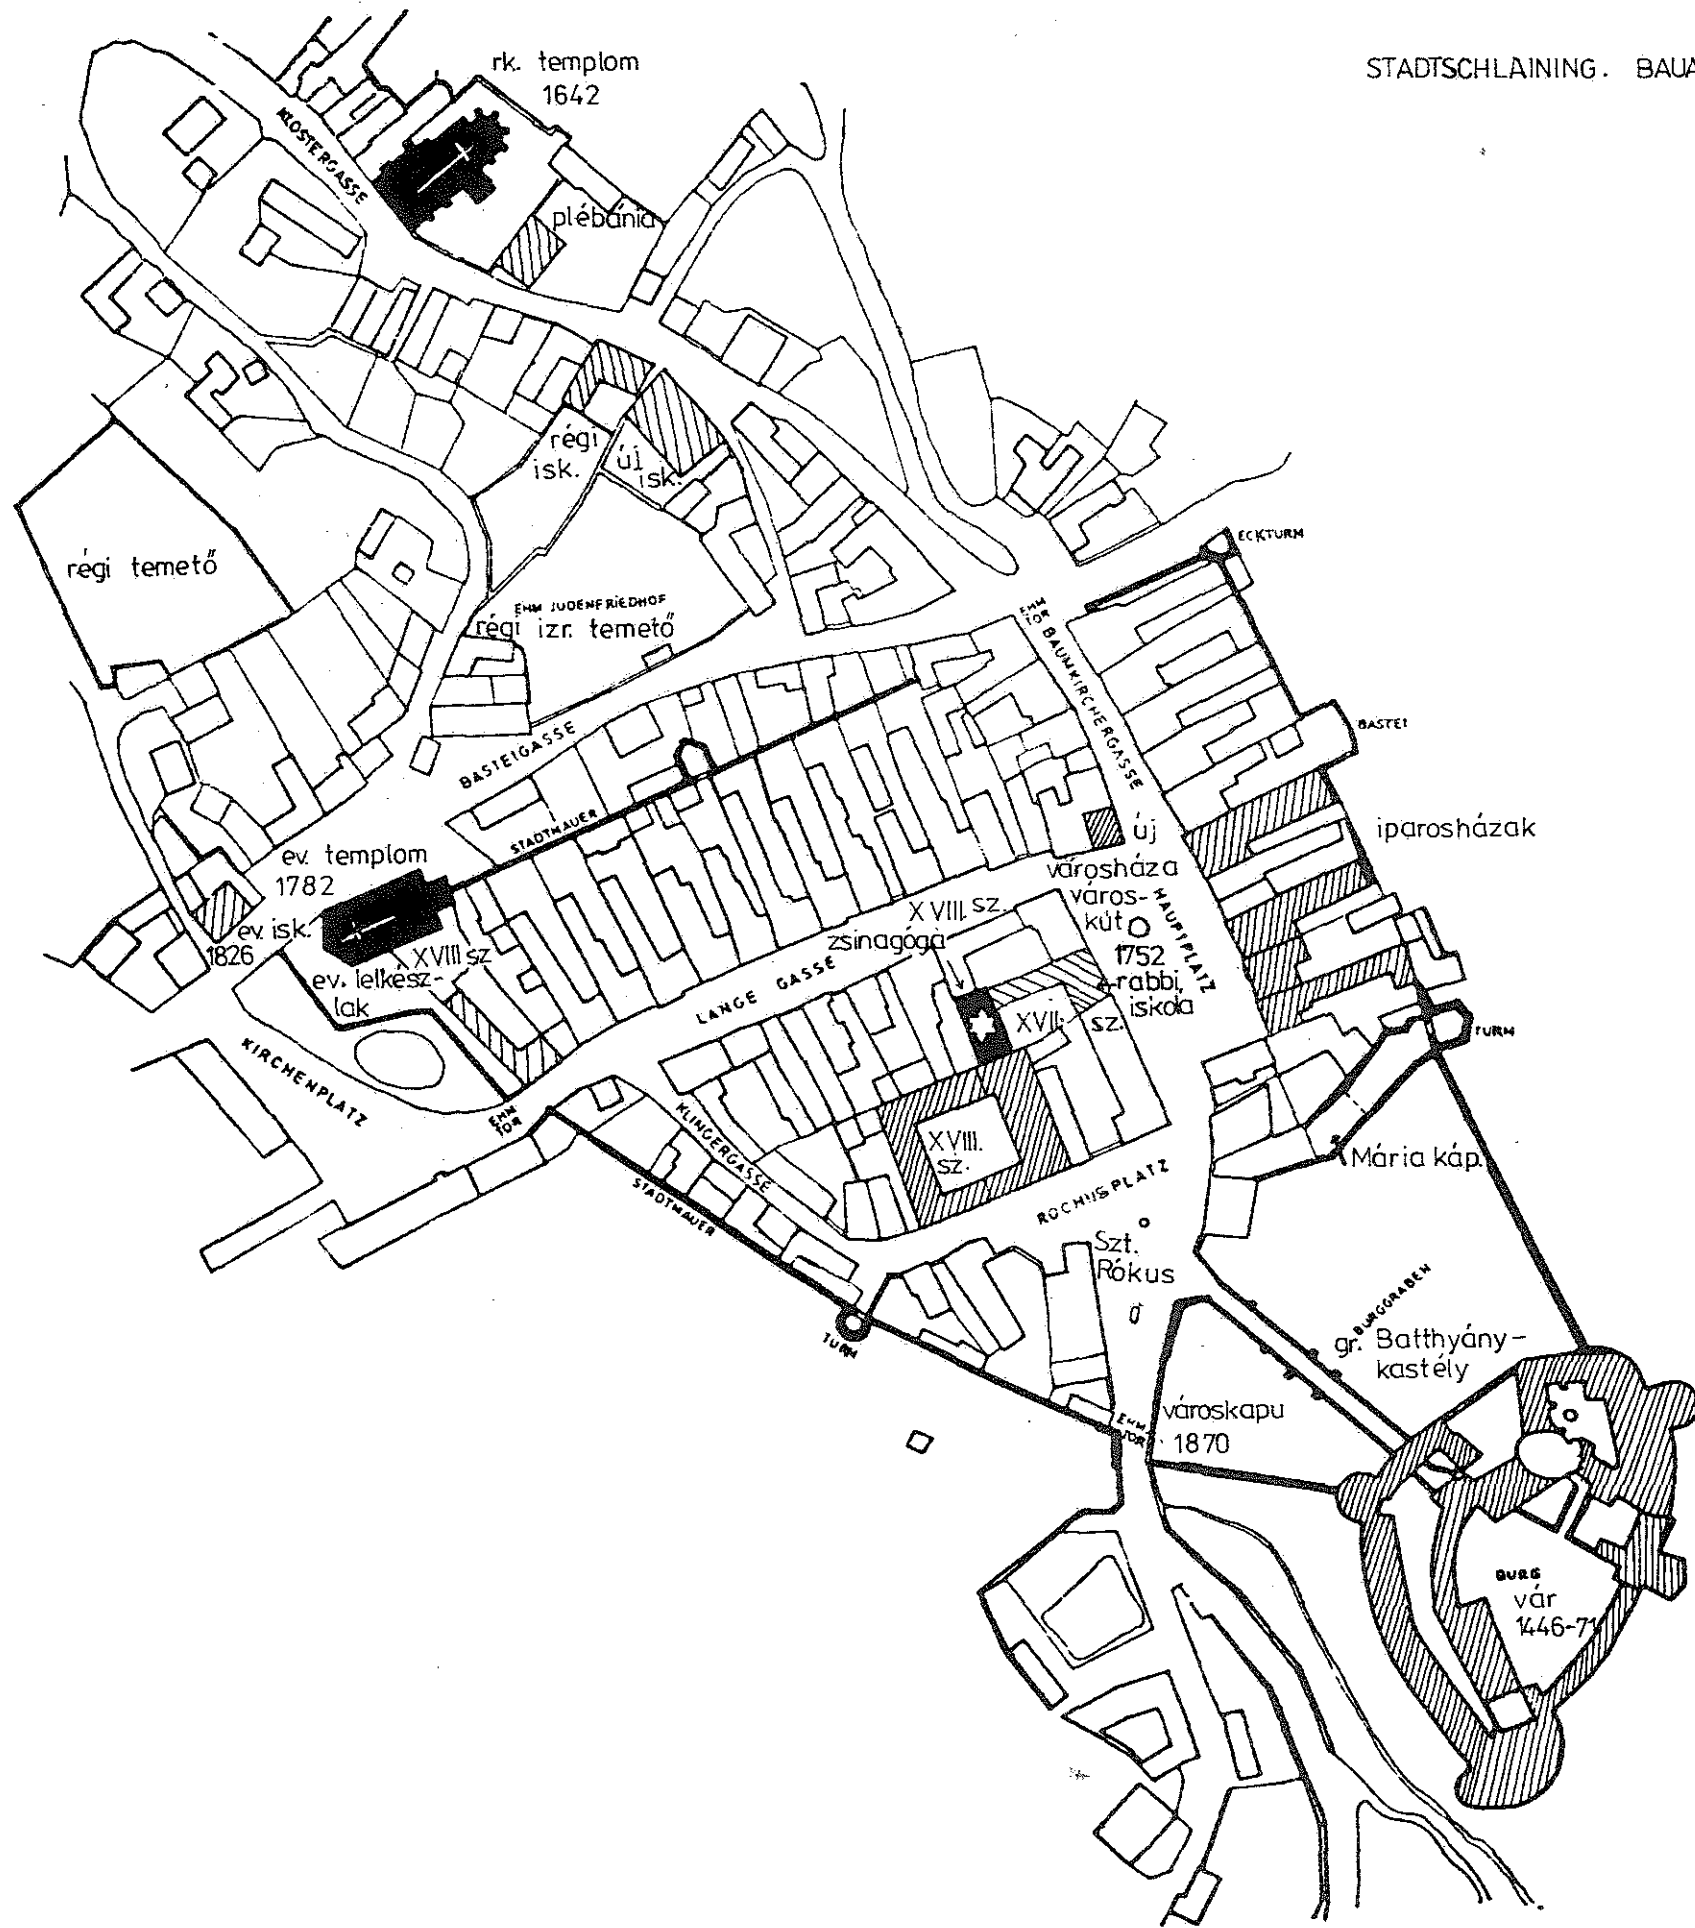 STADTSCHLAINING. BAUA
rk. templom
1642
KLOSTERGASSE
plébánia
régi
isk.
új
isk.
régi temető
EHM JUDENFRIEDHOF
régi izr. temető
ECKTURM
EHM
TOR
BAUMKIRCHERGASSE
BASTEI
BASTEIGASSE
STADTMAUER
új
városháza
iparosházak
város-
kút
1752
HAUPTPLATZ
rabbi,
iskola
ev. templom
1782
ev. isk.
1826
XVIII sz
ev. lelkész-
lak
XVIII. sz.
zsinagóga
LANGE GASSE
XVII. sz.
TURM
KIRCHENPLATZ
EHM
TOR
KLINGERGASSE
STADTMAUER
XVIII.
sz.
ROCHUSPLATZ
Mária káp.
Szt.
Rókus
TURM
BURGGRABEN
gr. Batthyány-
kastély
EHM
TOR
városkapu
1870
BURG
vár
1446-71